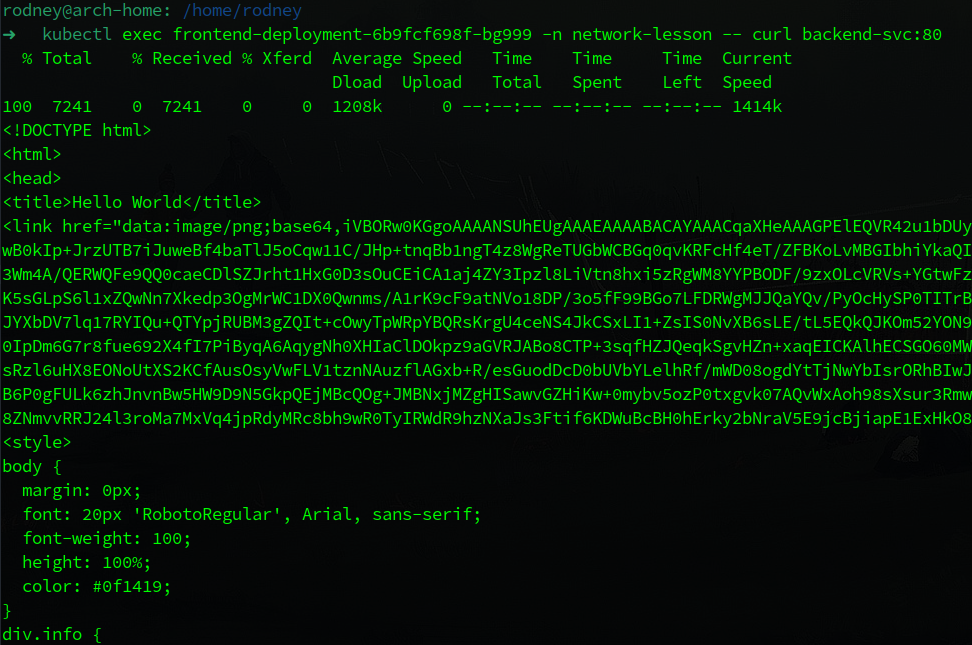 rodney@arch-home: /home/rodney
→ kubectl exec frontend-deployment-6b9fcf698f-bg999 -n network-lesson -- curl backend-svc:80
% Total % Received % Xferd Average Speed Time Time Time Current
Dload Upload Total Spent Left Speed
100 7241 0 7241 0 0 1208k 0 --:--:-- --:--:-- --:--:-- 1414k
<!DOCTYPE html>
<html>
<head>
<title>Hello World</title>
<link href="data:image/png;base64,iVBORw0KGgoAAAANSUhEUgAAAEAAAABACAYAAACqaXHeAAAGPElEQVR42u1bDUy
wB0kIp+JrzUTB7iJuweBf4baTlJ5oCqw11C/JHp+tnqBb1ngT4z8WgReTUGbWCBGq0qvKRFcHf4eT/ZFBKoLvMBGIbhiYkaQI
3Wm4A/QERWQFe9QQ0caeCDlSZJrht1HxG0D3sOuCEiCA1aj4ZY3Ipzl8LiVtn8hxi5zRgWM8YYPBODF/9zxOLcVRVs+YGtwFz
K5sGLpS6l1xZQwNn7Xkedp3OgMrWC1DX0Qwnms/A1rK9cF9atNVo18DP/3o5fF99BGo7LFDRWgMJJQaYQv/PyOcHySP0TITrB
JYXbDV7lq17RYIQu+QTYpjRUBM3gZQIt+cOwyTpWRpYBQRsKrgU4ceNS4JkCSxLI1+ZsIS0NvXB6sLE/tL5EQkQJKOm52YON9
0IpDm6G7r8fue692X4fI7PiByqA6AqygNh0XHIaClDOkpz9aGVRJABo8CTP+3sqfHZJQeqkSgvHZn+xaqEICKAlhECSGO60MW
sRzl6uHX8EONoUtXS2KCfAusOsyVwFLV1tznNAuzflAGxb+R/esGuodDcD0bUVbYLelhRf/mWD08ogdYtTjNwYbIsrORhBIwJ
B6P0gFULk6zhJnvnBw5HW9D9N5GkpQEjMBcQOg+JMBNxjMZgHISawvGZHiKw+0mybv5ozP0txgvk07AQvWxAoh98sXsur3Rmw
8ZNmvvRRJ24l3roMa7MxVq4jpRdyMRc8bh9wR0TyIRWdR9hzNXaJs3Ftif6KDWuBcBH0hErky2bNraV5E9jcBjiapE1ExHkO8
<style>
body {
margin: 0px;
font: 20px 'RobotoRegular', Arial, sans-serif;
font-weight: 100;
height: 100%;
color: #0f1419;
}
div.info {